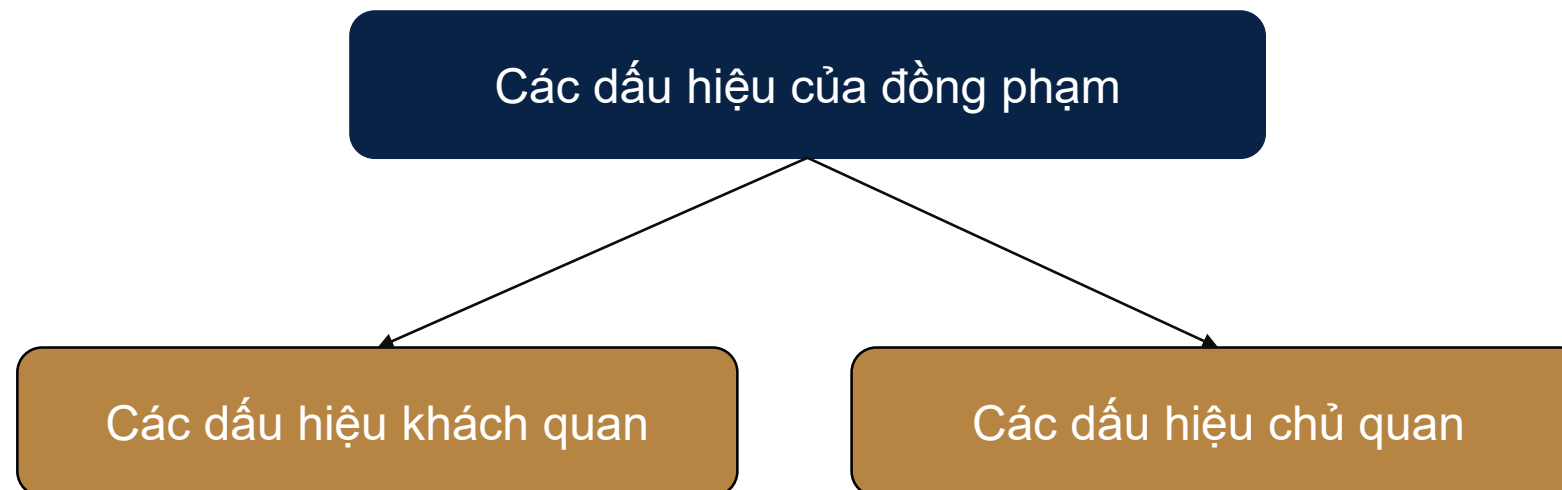 Các dấu hiệu của đồng phạm
Các dấu hiệu khách quan
Các dấu hiệu chủ quan